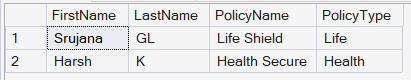 FirstName LastName PolicyName PolicyType
1 Srujana GL Life Shield Life
2 Harsh K Health Secure Health